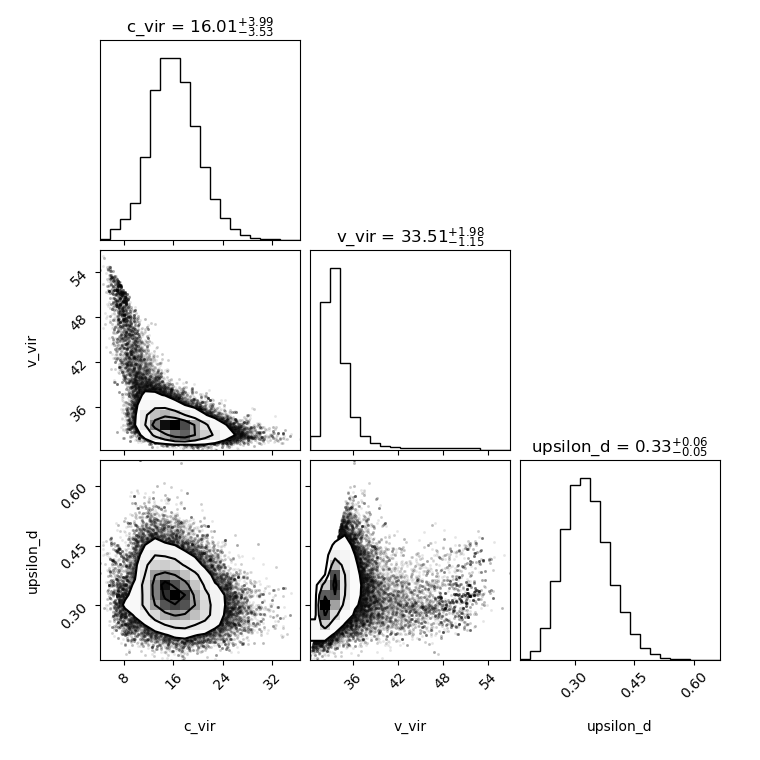 c_vir = 16.01+3.99−3.53
v_vir = 33.51+1.98−1.15
upsilon_d = 0.33+0.06−0.05
v_vir
54
48
42
36
upsilon_d
0.60
0.45
0.30
8 16 24 32
36 42 48 54
0.30 0.45 0.60
c_vir
v_vir
upsilon_d